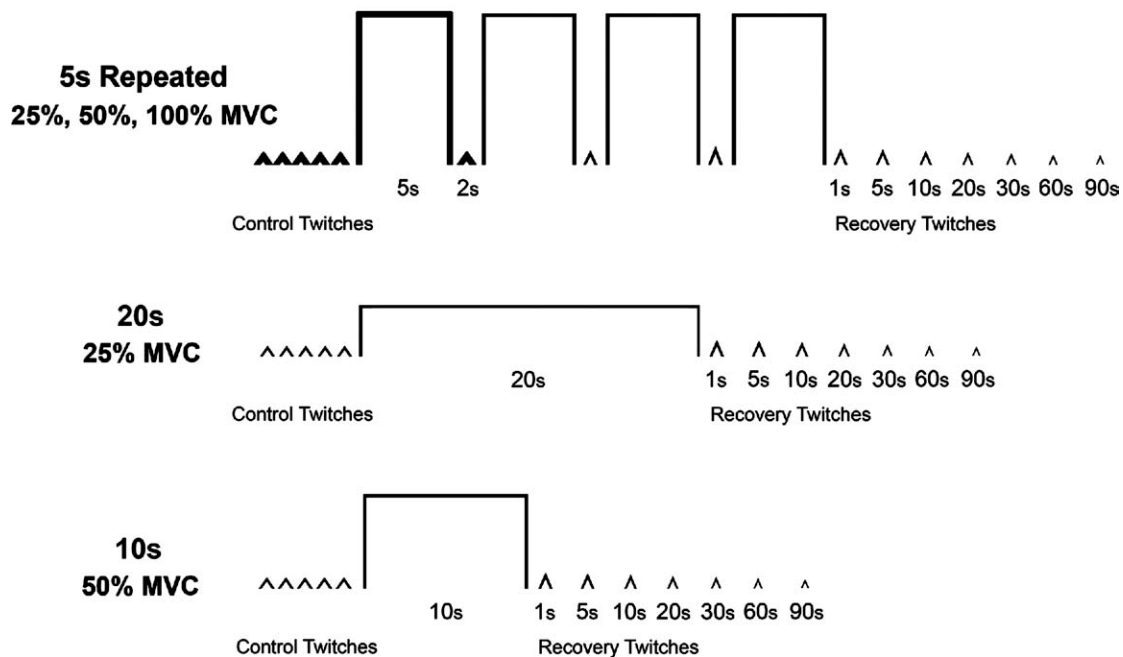 5s Repeated
25%, 50%, 100% MVC
5s 2s 1s 5s 10s 20s 30s 60s 90s
Control Twitches Recovery Twitches
20s
25% MVC
20s 1s 5s 10s 20s 30s 60s 90s
Control Twitches Recovery Twitches
10s
50% MVC
10s 1s 5s 10s 20s 30s 60s 90s
Control Twitches Recovery Twitches